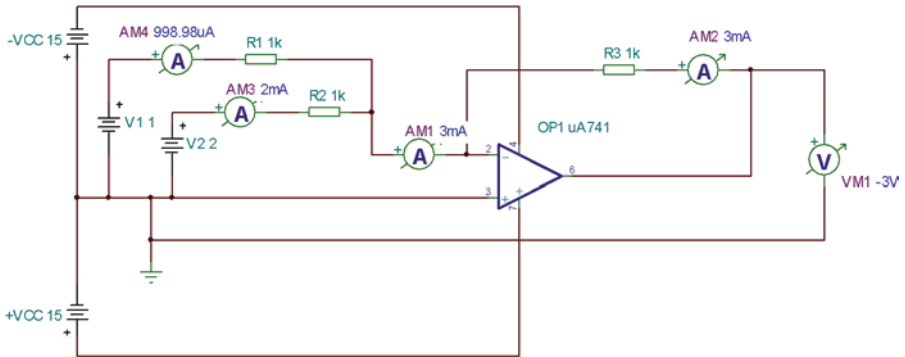 -VCC 15
AM4 998.98uA
R1 1k
AM3 2mA
R2 1k
V1 1
V2 2
AM1 3mA
R3 1k
AM2 3mA
OP1 uA741
VM1 -3V
+VCC 15
A
A
A
A
V
2
3
4
6
7
+
+
+
+
+
+
+
+
+
+
+
-